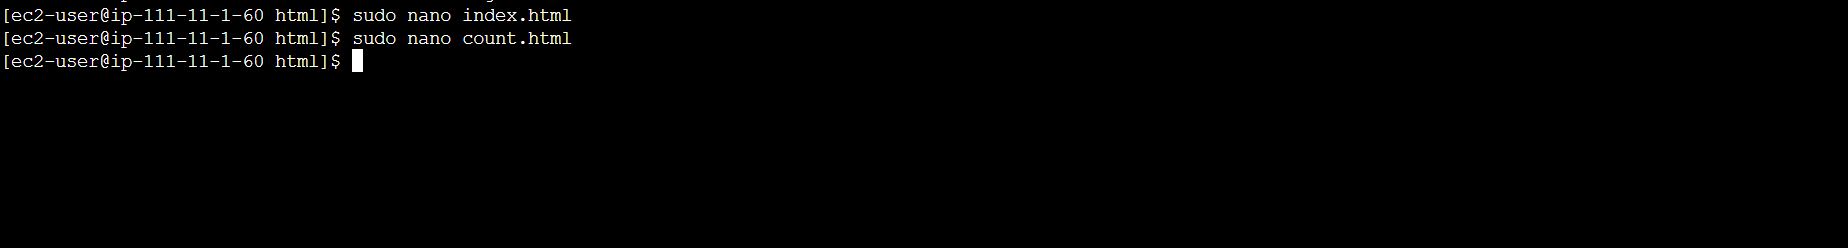 [ec2-user@ip-111-11-1-60 html]$ sudo nano index.html
[ec2-user@ip-111-11-1-60 html]$ sudo nano count.html
[ec2-user@ip-111-11-1-60 html]$